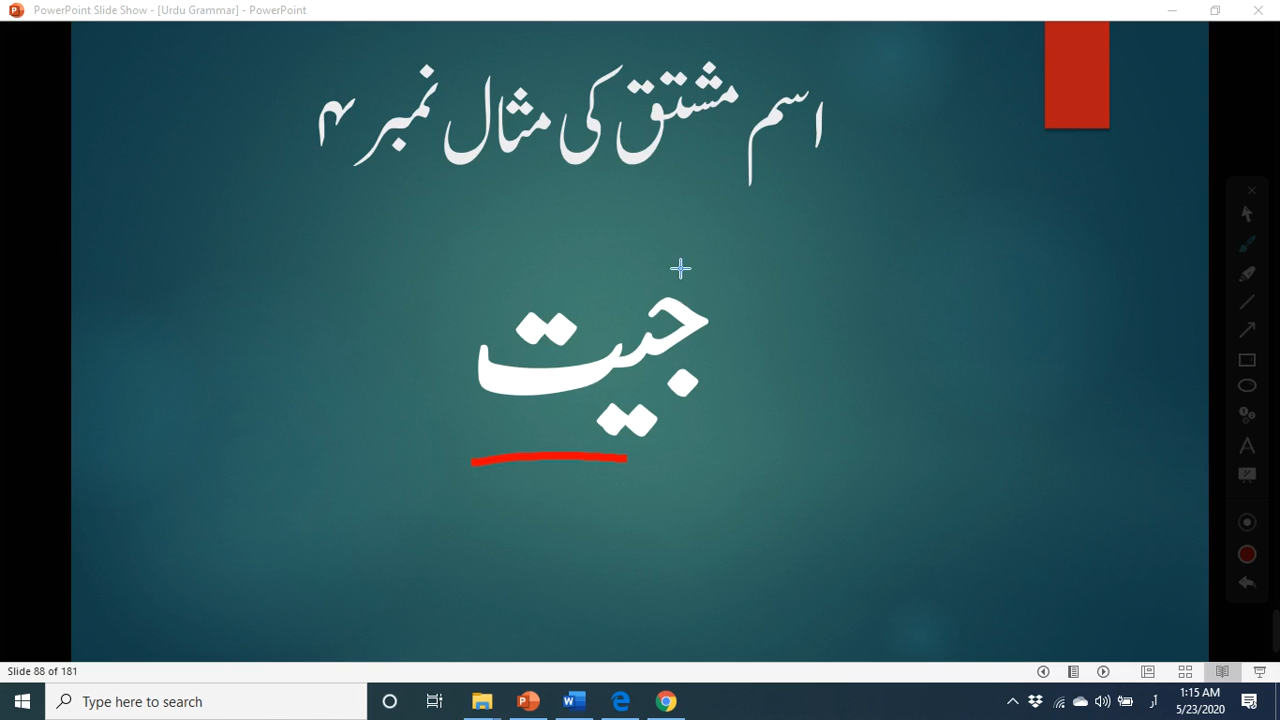 PowerPoint Slide Show - [Urdu Grammar] - PowerPoint
اسم مشتق کی مثال نمبر ۴
جیت
Slide 88 of 181
Type here to search
1:15 AM
5/23/2020